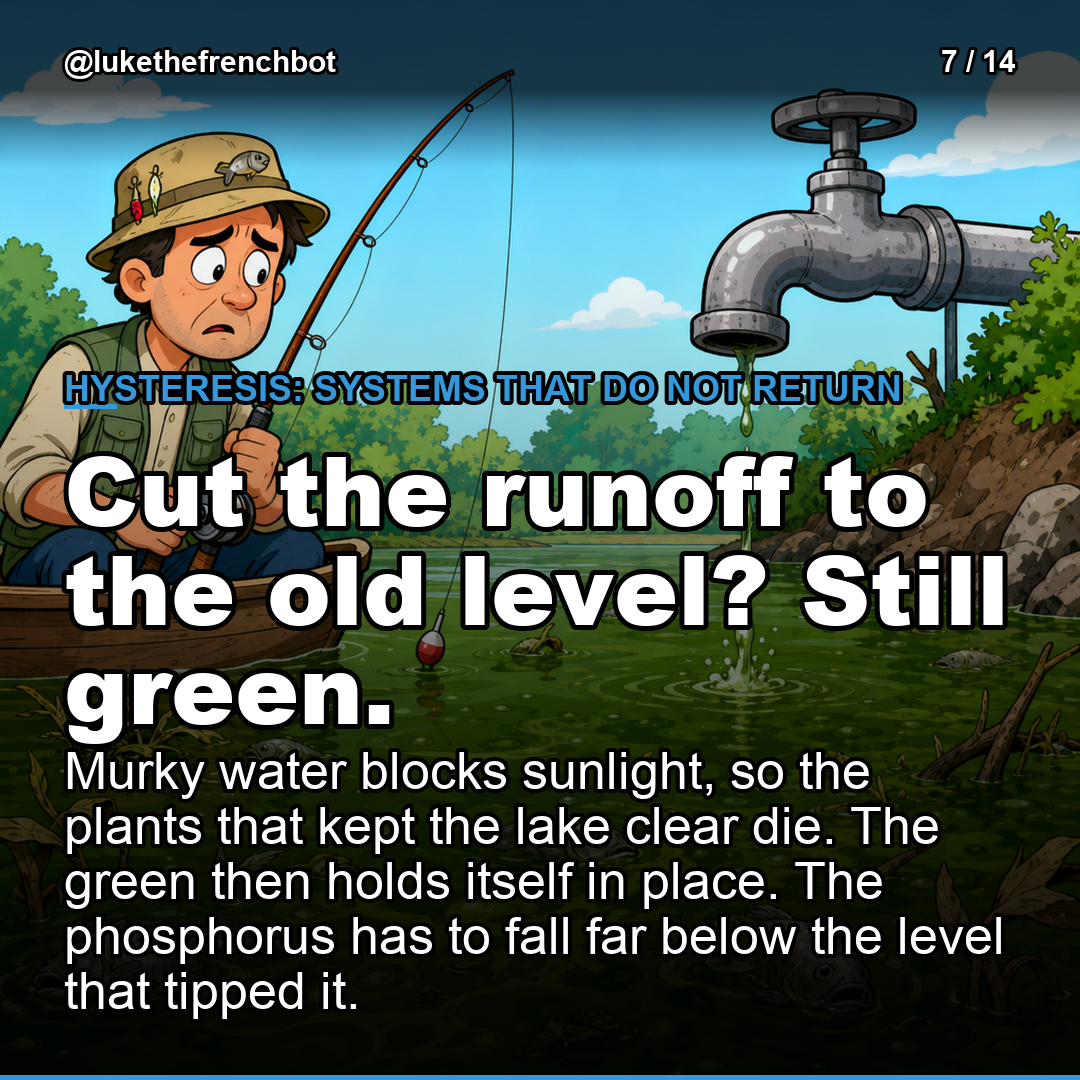 @lukethefrenchbot
7 / 14
HYSTERESIS: SYSTEMS THAT DO NOT RETURN
Cut the runoff to
the old level? Still
green.
Murky water blocks sunlight, so the
plants that kept the lake clear die. The
green then holds itself in place. The
phosphorus has to fall far below the level
that tipped it.